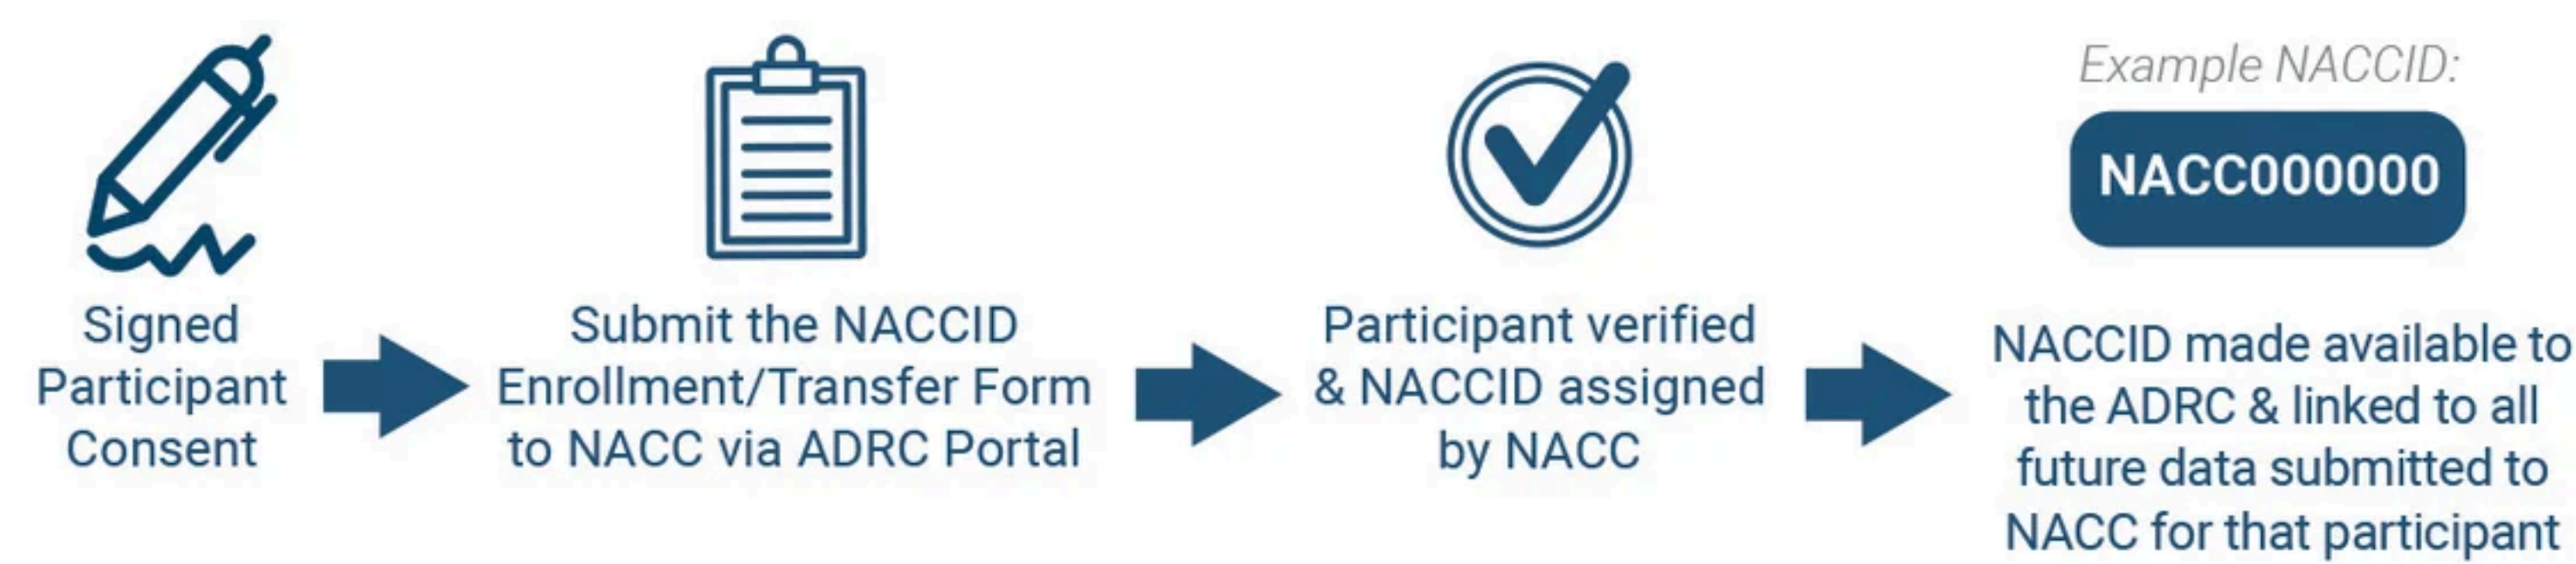 Signed
Participant
Consent
Submit the NACCID
Enrollment/Transfer Form
to NACC via ADRC Portal
Participant verified
& NACCID assigned
by NACC
Example NACCID:
NACC000000
NACCID made available to
the ADRC & linked to all
future data submitted to
NACC for that participant